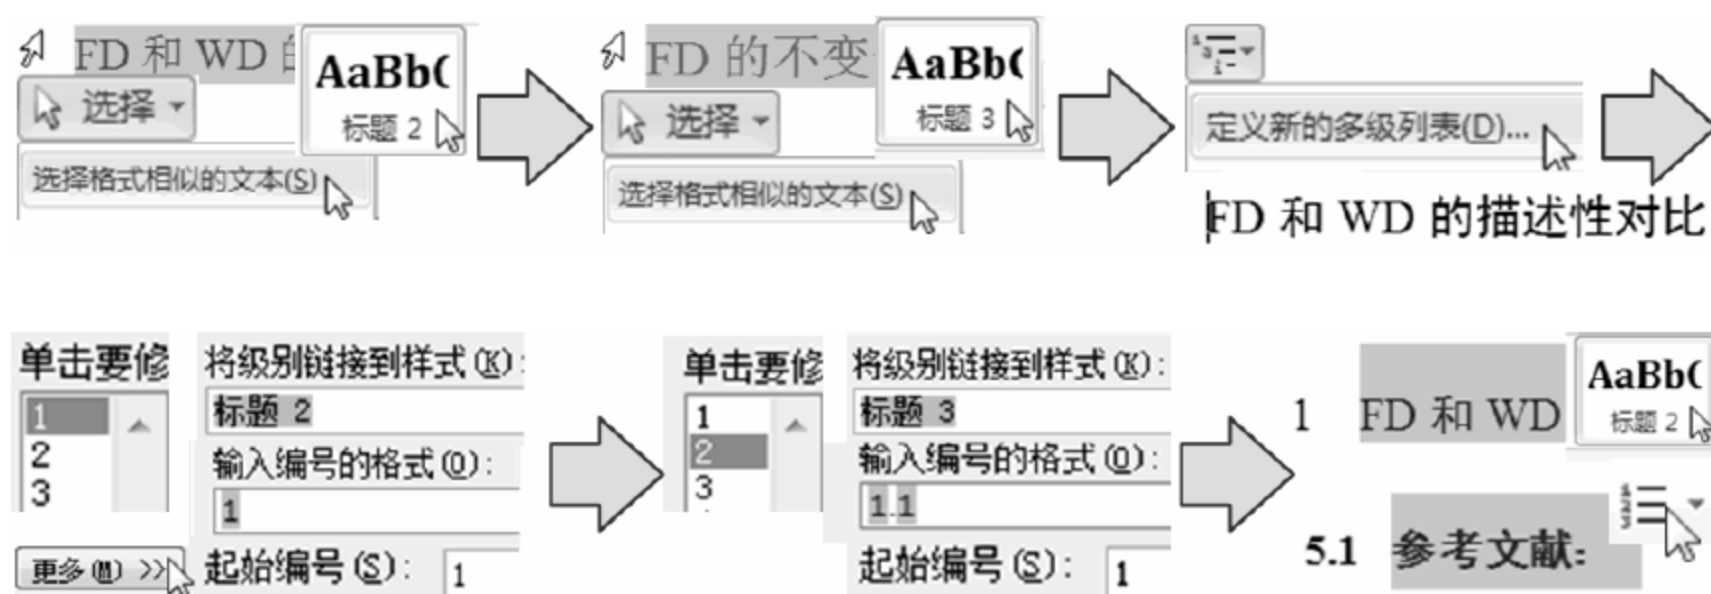 FD 和 WD 的
AaBbC
标题 2
选择
选择格式相似的文本(S)
FD 的不变
AaBbC
标题 3
选择
选择格式相似的文本(S)
定义新的多级列表(D)...
FD 和 WD 的描述性对比
单击要修
1
2
3
更多(M) >>
将级别链接到样式(K):
标题 2
输入编号的格式(O):
1
起始编号(S): 1
单击要修
1
2
3
将级别链接到样式(K):
标题 3
输入编号的格式(O):
1.1
起始编号(S): 1
1 FD 和 WD
AaBbC
标题 2
5.1 参考文献: